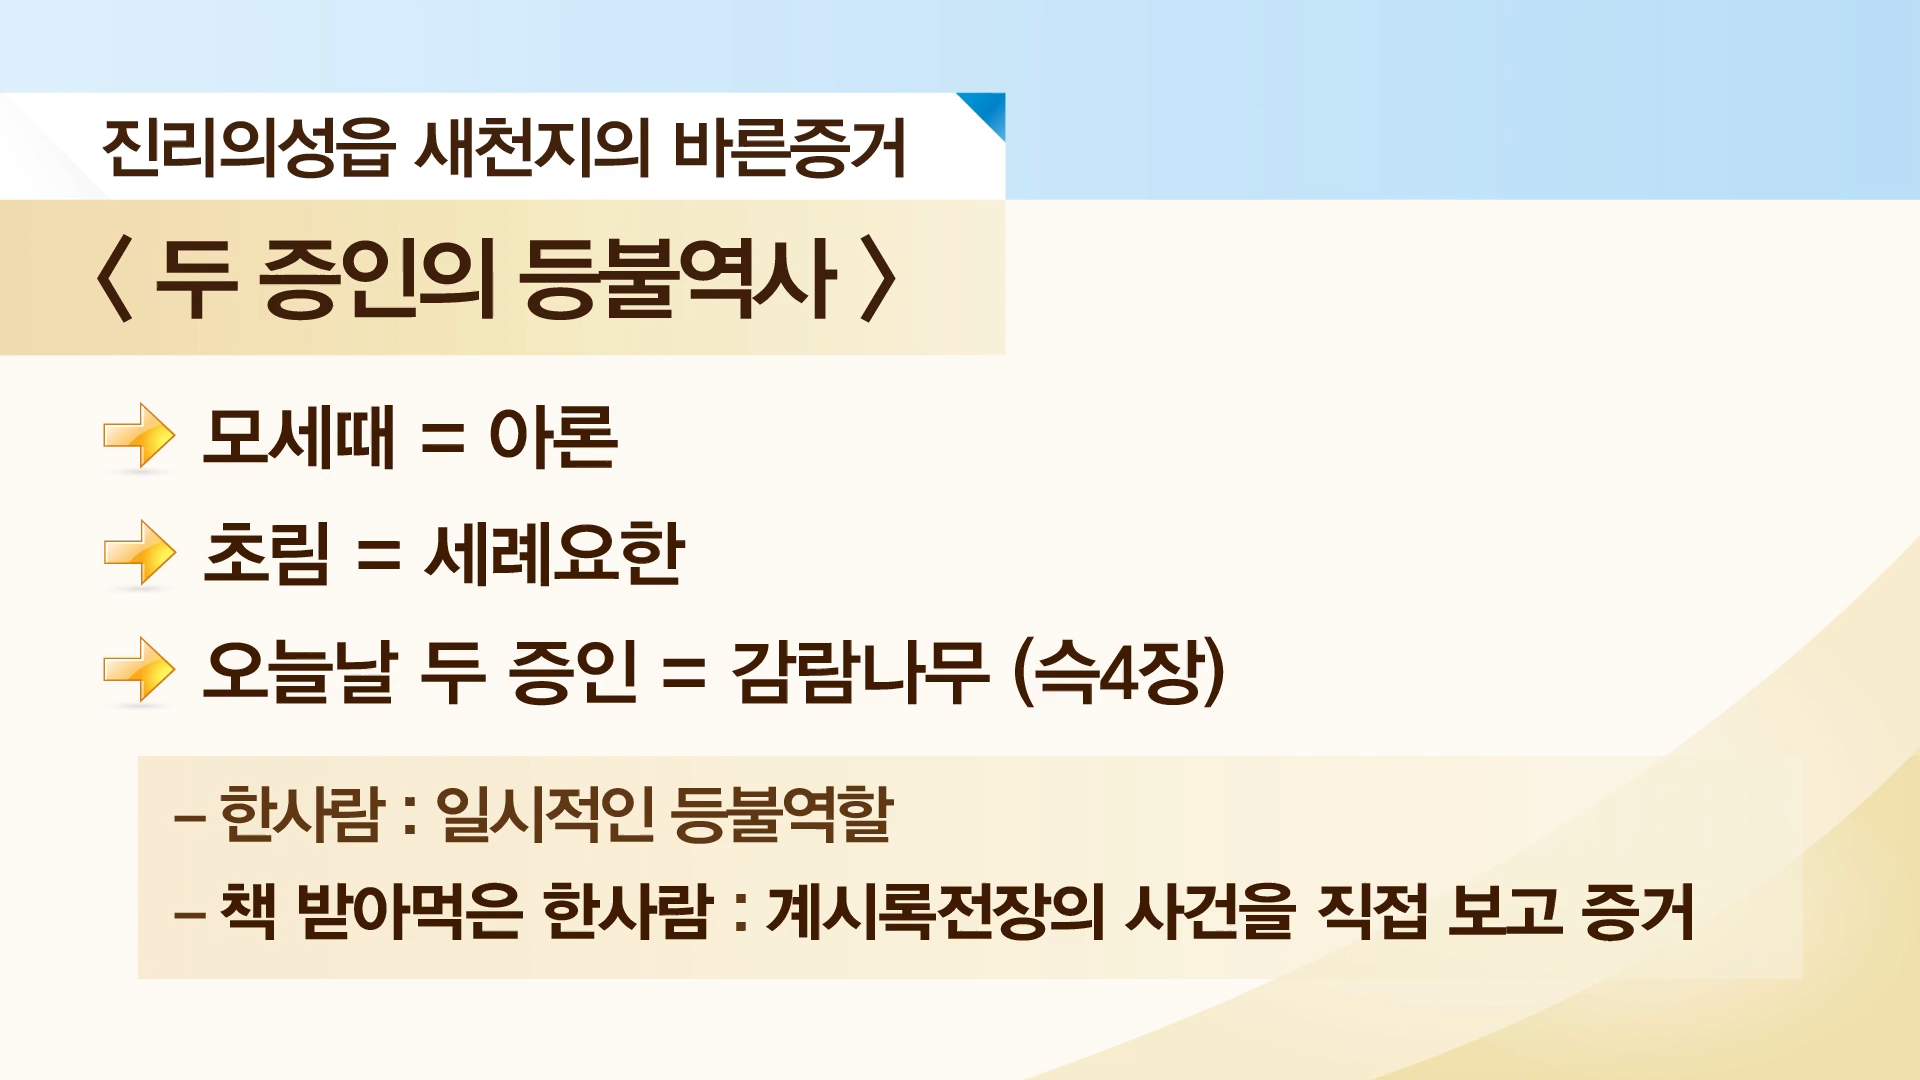 진리의성읍 새천지의 바른증거
〈 두 증인의 등불역사 〉
모세때 = 아론
초림 = 세례요한
오늘날 두 증인 = 감람나무 (슥4장)
– 한사람 : 일시적인 등불역할
– 책 받아먹은 한사람 : 계시록전장의 사건을 직접 보고 증거